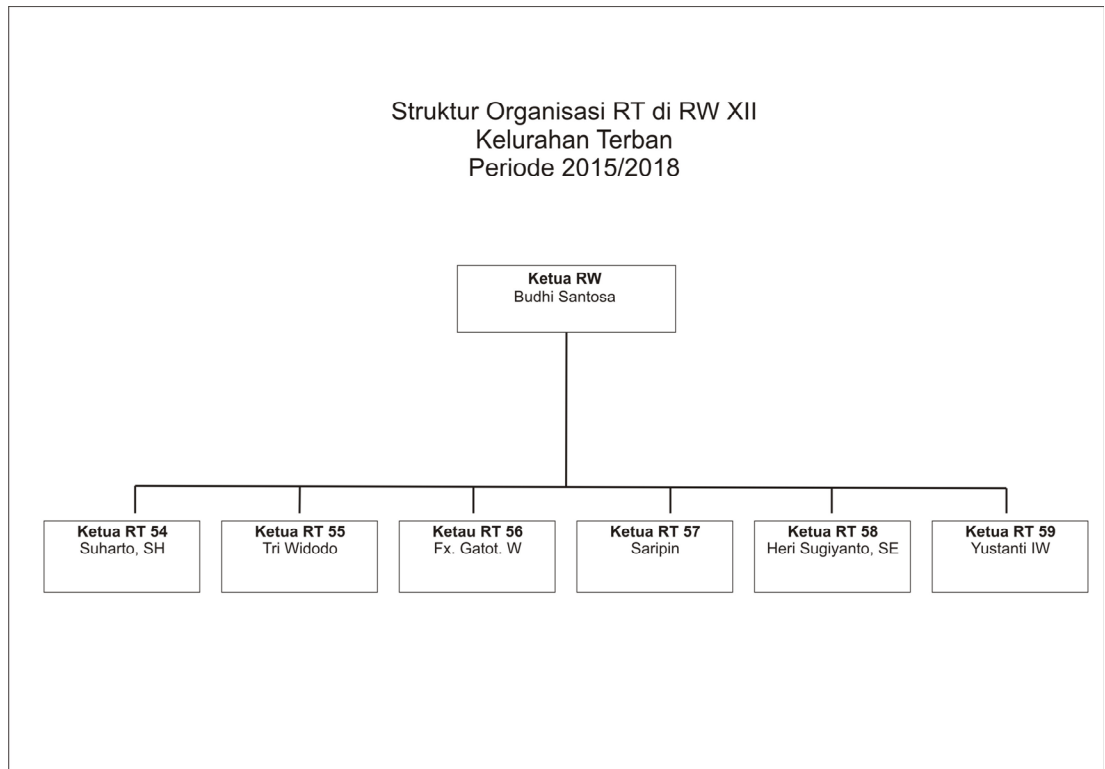 Struktur Organisasi RT di RW XII
Kelurahan Terban
Periode 2015/2018
Ketua RW
Budhi Santosa
Ketua RT 54
Suharto, SH
Ketua RT 55
Tri Widodo
Ketau RT 56
Fx. Gatot. W
Ketua RT 57
Saripin
Ketua RT 58
Heri Sugiyanto, SE
Ketua RT 59
Yustanti IW